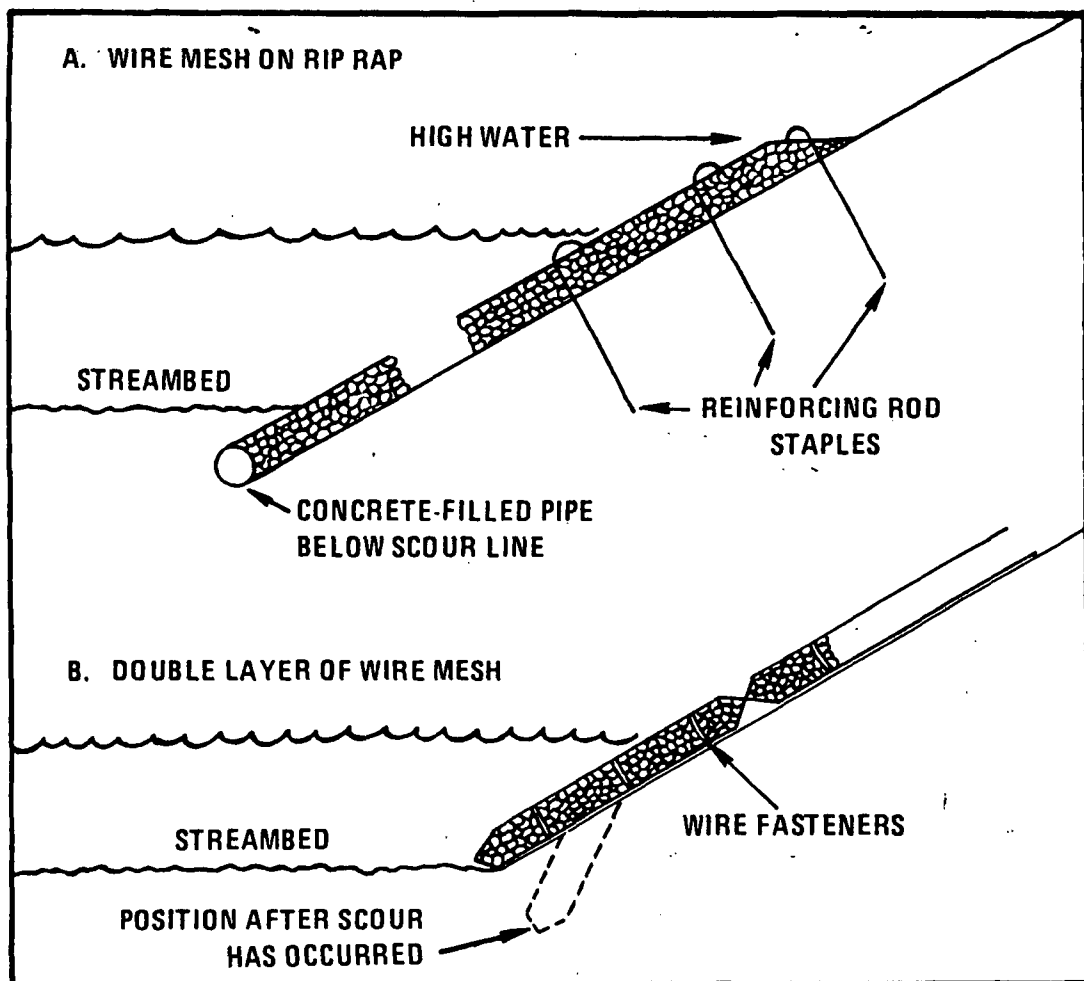 A. WIRE MESH ON RIP RAP
HIGH WATER
STREAMBED
REINFORCING ROD
STAPLES
CONCRETE-FILLED PIPE
BELOW SCOUR LINE
B. DOUBLE LAYER OF WIRE MESH
WIRE FASTENERS
STREAMBED
POSITION AFTER SCOUR
HAS OCCURRED